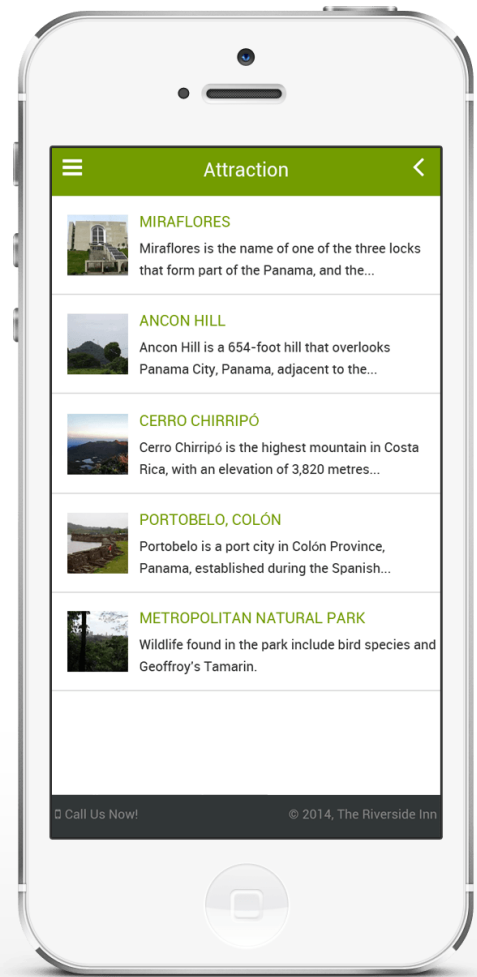 Attraction
MIRAFLORES
Miraflores is the name of one of the three locks
that form part of the Panama, and the...
ANCON HILL
Ancon Hill is a 654-foot hill that overlooks
Panama City, Panama, adjacent to the...
CERRO CHIRRIPÓ
Cerro Chirripó is the highest mountain in Costa
Rica, with an elevation of 3,820 metres...
PORTOBELO, COLÓN
Portobelo is a port city in Colón Province,
Panama, established during the Spanish...
METROPOLITAN NATURAL PARK
Wildlife found in the park include bird species and
Geoffroy's Tamarin.
Call Us Now! © 2014, The Riverside Inn